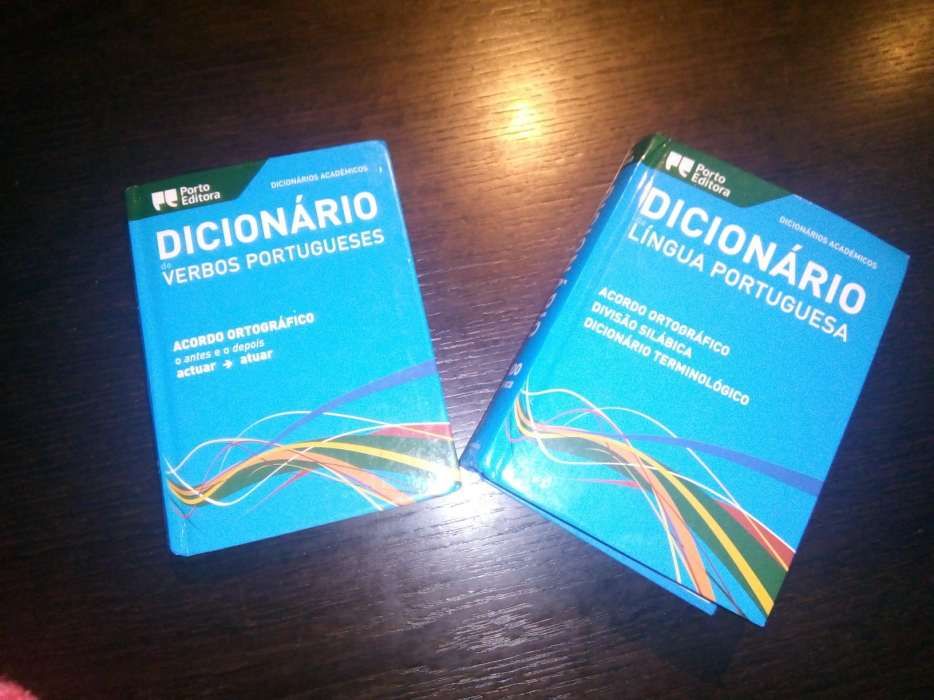 Porto
Editora
DICIONÁRIOS ACADÉMICOS
DICIONÁRIO
de
VERBOS PORTUGUESES
ACORDO ORTOGRÁFICO
o antes e o depois
actuar → atuar
Porto
Editora
DICIONÁRIOS ACADÉMICOS
DICIONÁRIO
da
LÍNGUA PORTUGUESA
ACORDO ORTOGRÁFICO
DIVISÃO SILÁBICA
DICIONÁRIO TERMINOLÓGICO